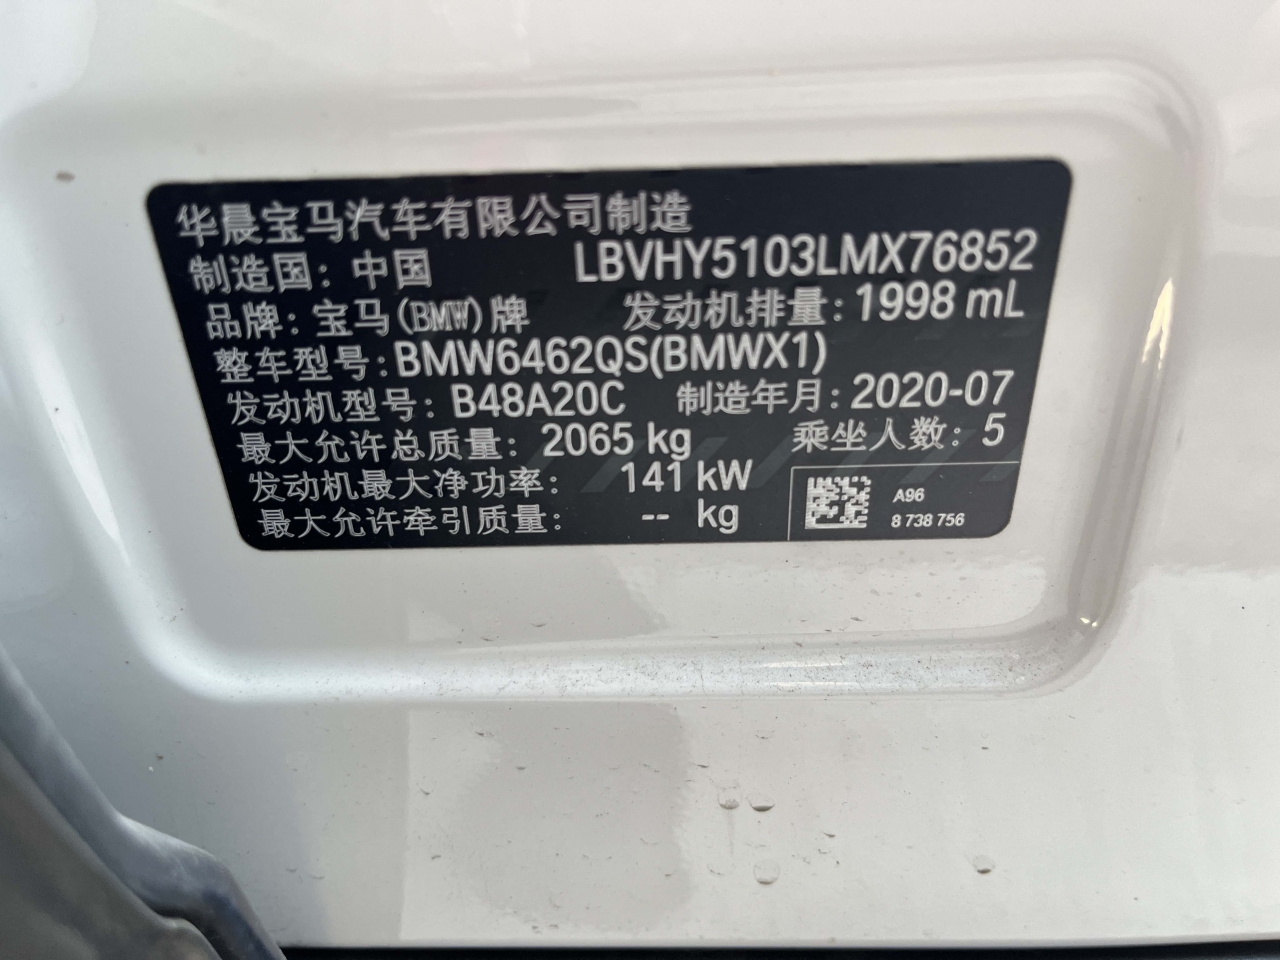 华晨宝马汽车有限公司制造
制造国：中国 LBVHY5103LMX76852
品牌：宝马(BMW)牌 发动机排量：1998 mL
整车型号：BMW6462QS(BMWX1)
发动机型号：B48A20C 制造年月：2020-07
最大允许总质量：2065 kg 乘坐人数：5
发动机最大净功率：141 kW
最大允许牵引质量：-- kg
A96
8 738 756